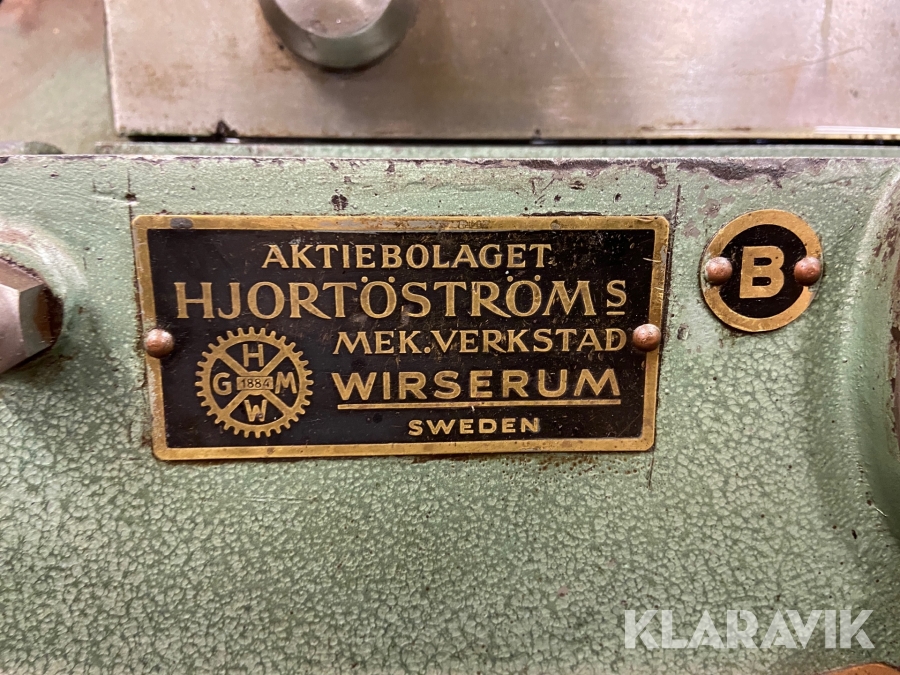 AKTIEBOLAGET
HJORTÖSTRÖMS
MEK. VERKSTAD
WIRSERUM
SWEDEN
H
G 1884 M
W
B
KLARAVIK